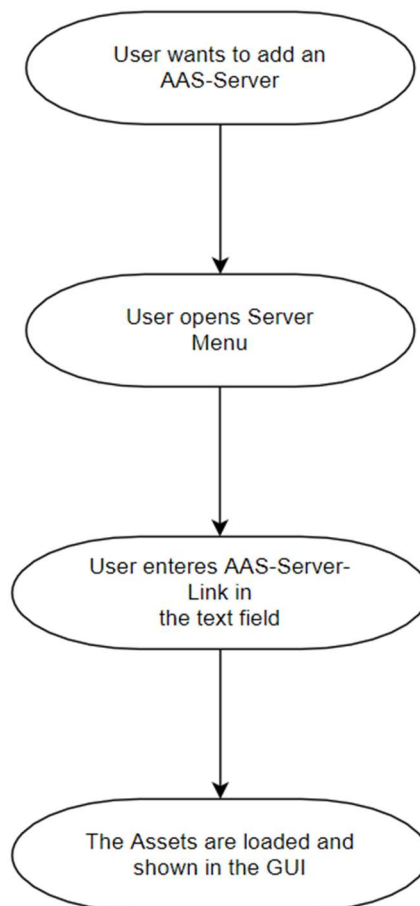 User wants to add an
AAS-Server
User opens Server
Menu
User enteres AAS-Server-
Link in
the text field
The Assets are loaded and
shown in the GUI